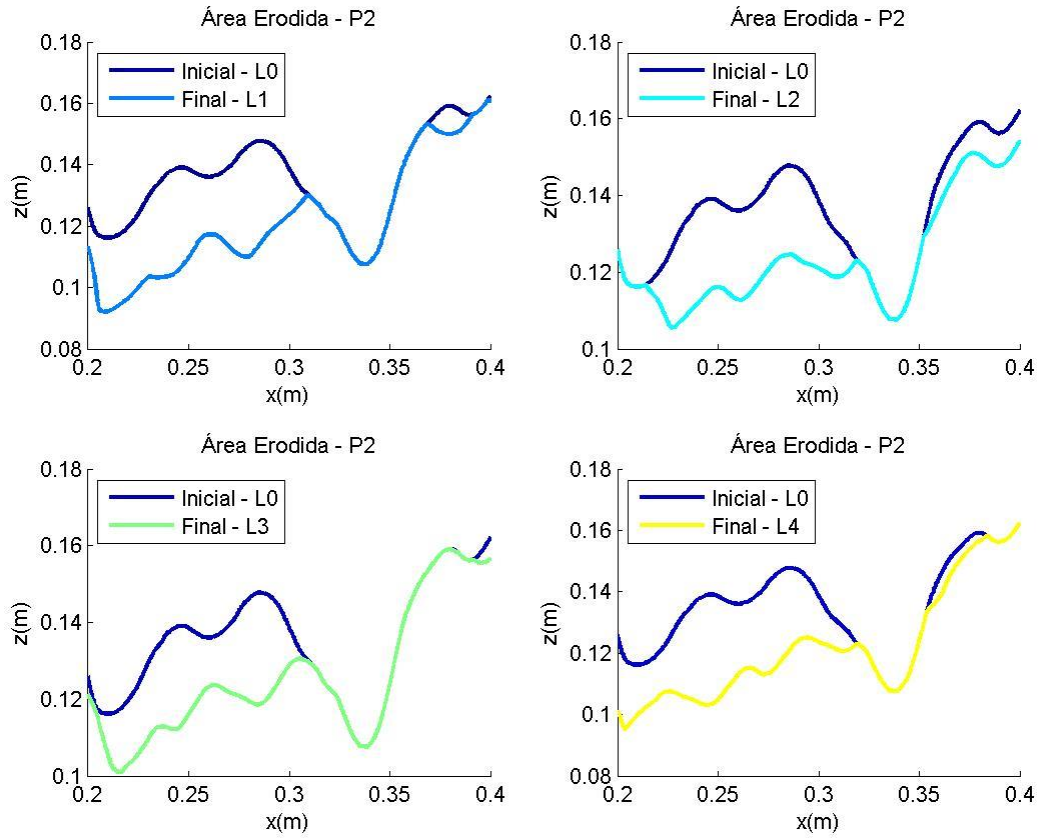 Área Erodida - P2
0.18
0.16
0.14
0.12
0.1
0.08
z(m)
Inicial - L0
Final - L1
0.2
0.25
0.3
0.35
0.4
x(m)
Área Erodida - P2
0.18
0.16
0.14
0.12
0.1
z(m)
Inicial - L0
Final - L2
0.2
0.25
0.3
0.35
0.4
x(m)
Área Erodida - P2
0.18
0.16
0.14
0.12
0.1
z(m)
Inicial - L0
Final - L3
0.2
0.25
0.3
0.35
0.4
x(m)
Área Erodida - P2
0.18
0.16
0.14
0.12
0.1
0.08
z(m)
Inicial - L0
Final - L4
0.2
0.25
0.3
0.35
0.4
x(m)